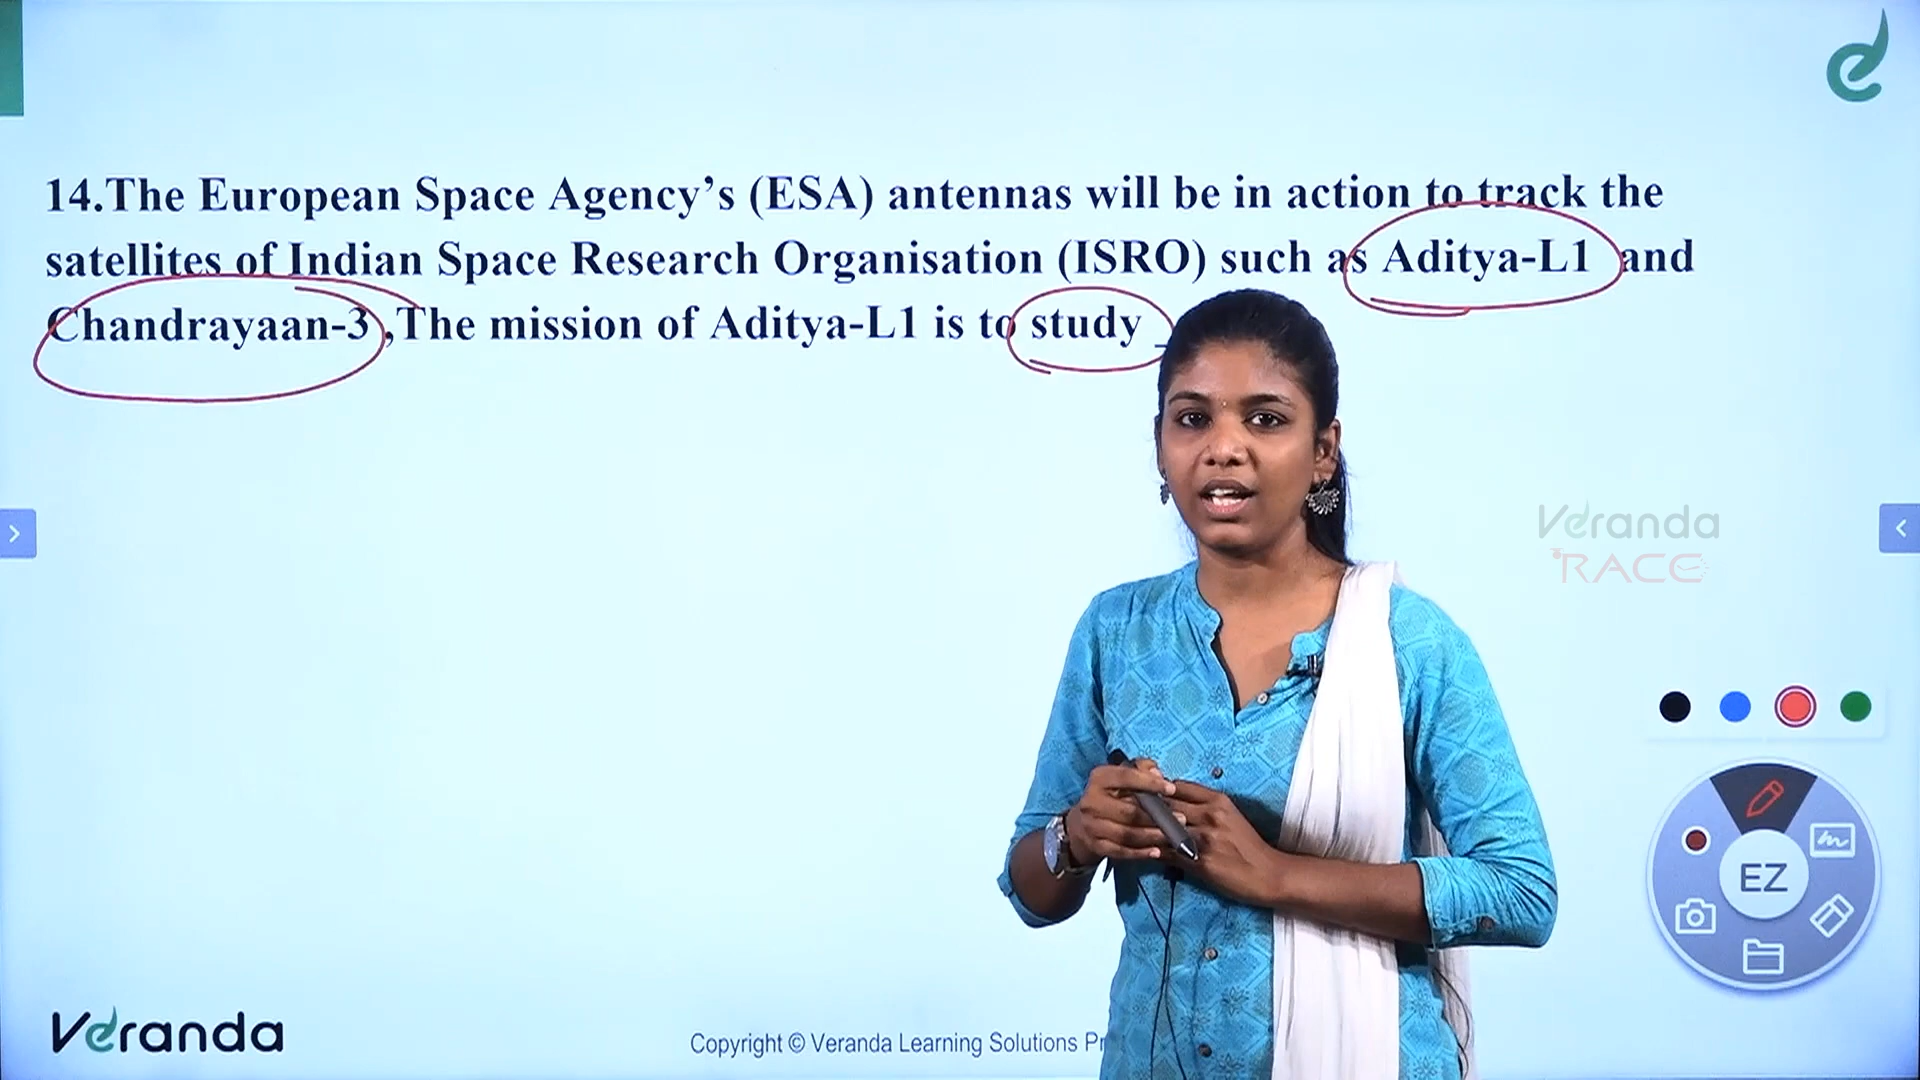 14.The European Space Agency’s (ESA) antennas will be in action to track the
satellites of Indian Space Research Organisation (ISRO) such as Aditya-L1 and
Chandrayaan-3 ,The mission of Aditya-L1 is to study _
Veranda
RACE
EZ
Veranda
Copyright © Veranda Learning Solutions